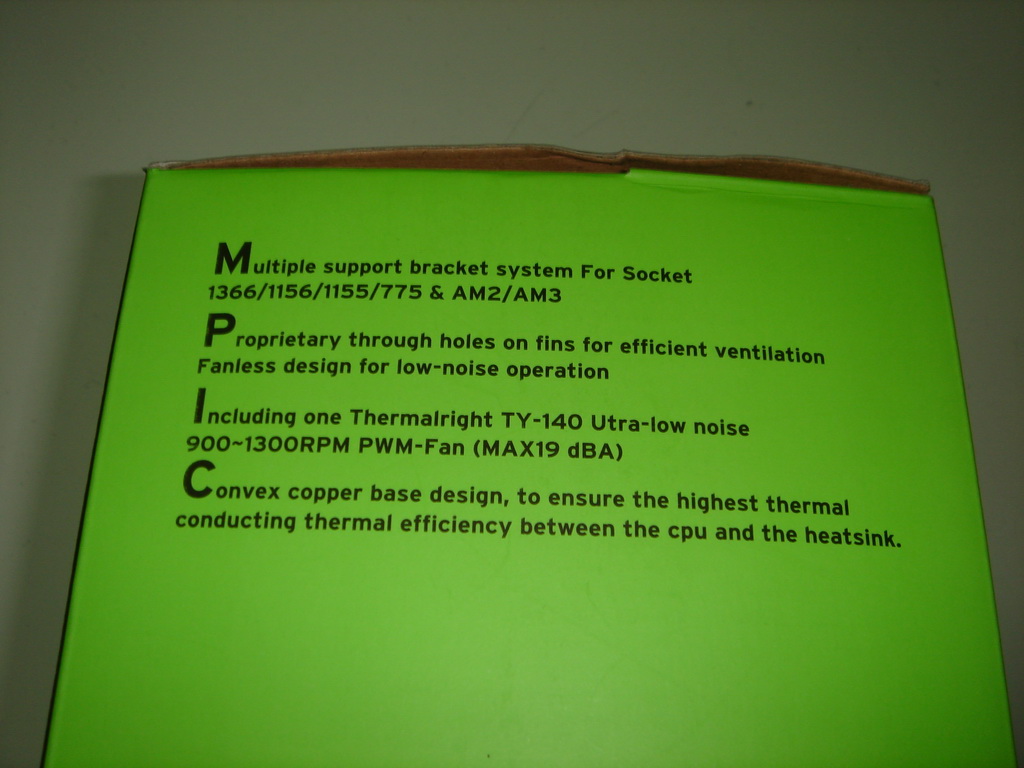 Multiple support bracket system For Socket
1366/1156/1155/775 & AM2/AM3
Proprietary through holes on fins for efficient ventilation
Fanless design for low-noise operation
Including one Thermalright TY-140 Utra-low noise
900~1300RPM PWM-Fan (MAX19 dBA)
Convex copper base design, to ensure the highest thermal
conducting thermal efficiency between the cpu and the heatsink.